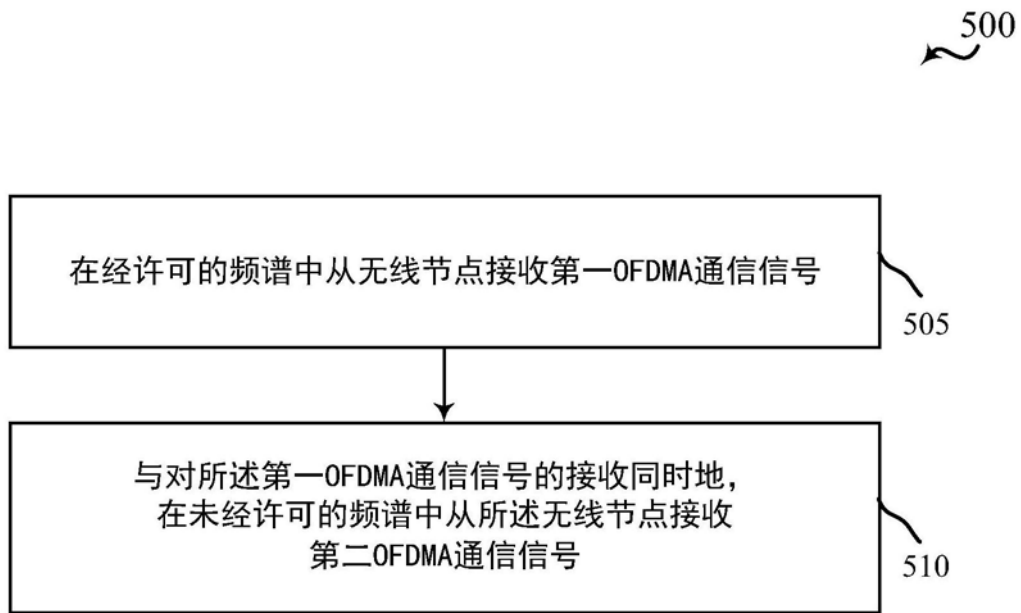 500
在经许可的频谱中从无线节点接收第一OFDMA通信信号
505
与对所述第一OFDMA通信信号的接收同时地，
在未经许可的频谱中从所述无线节点接收
第二OFDMA通信信号
510